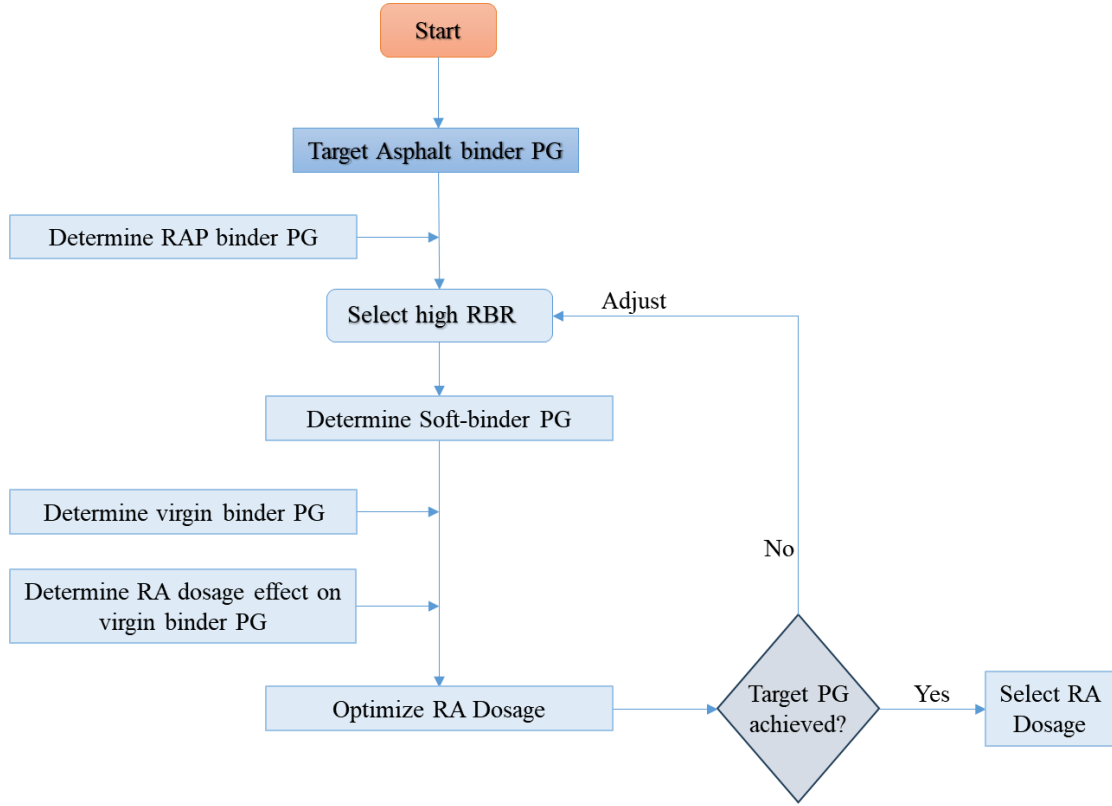 Start
Target Asphalt binder PG
Determine RAP binder PG
Select high RBR
Adjust
Determine Soft-binder PG
Determine virgin binder PG
No
Determine RA dosage effect on
virgin binder PG
Optimize RA Dosage
Target PG
achieved?
Yes
Select RA
Dosage